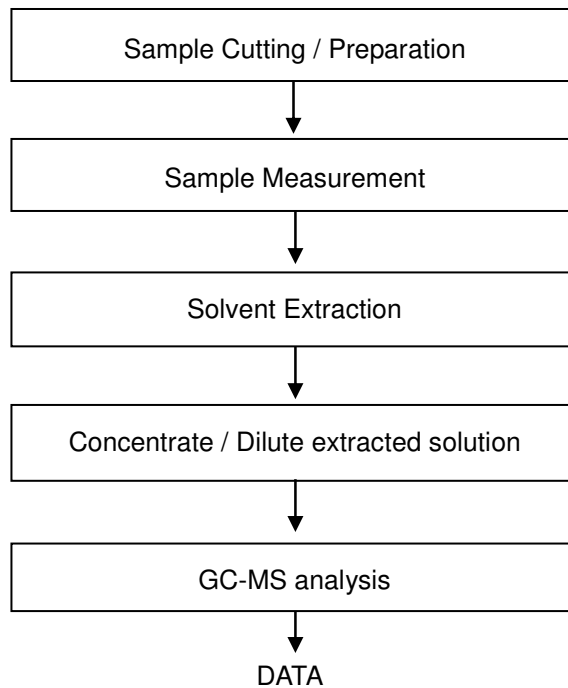 Sample Cutting / Preparation
Sample Measurement
Solvent Extraction
Concentrate / Dilute extracted solution
GC-MS analysis
DATA